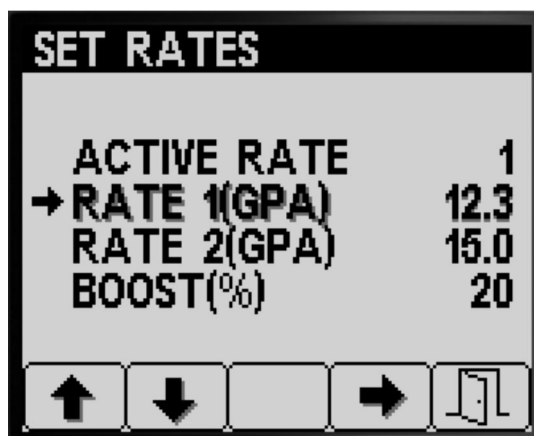 SET RATES
ACTIVE RATE 1
RATE 1(GPA) 12.3
RATE 2(GPA) 15.0
BOOST(%) 20